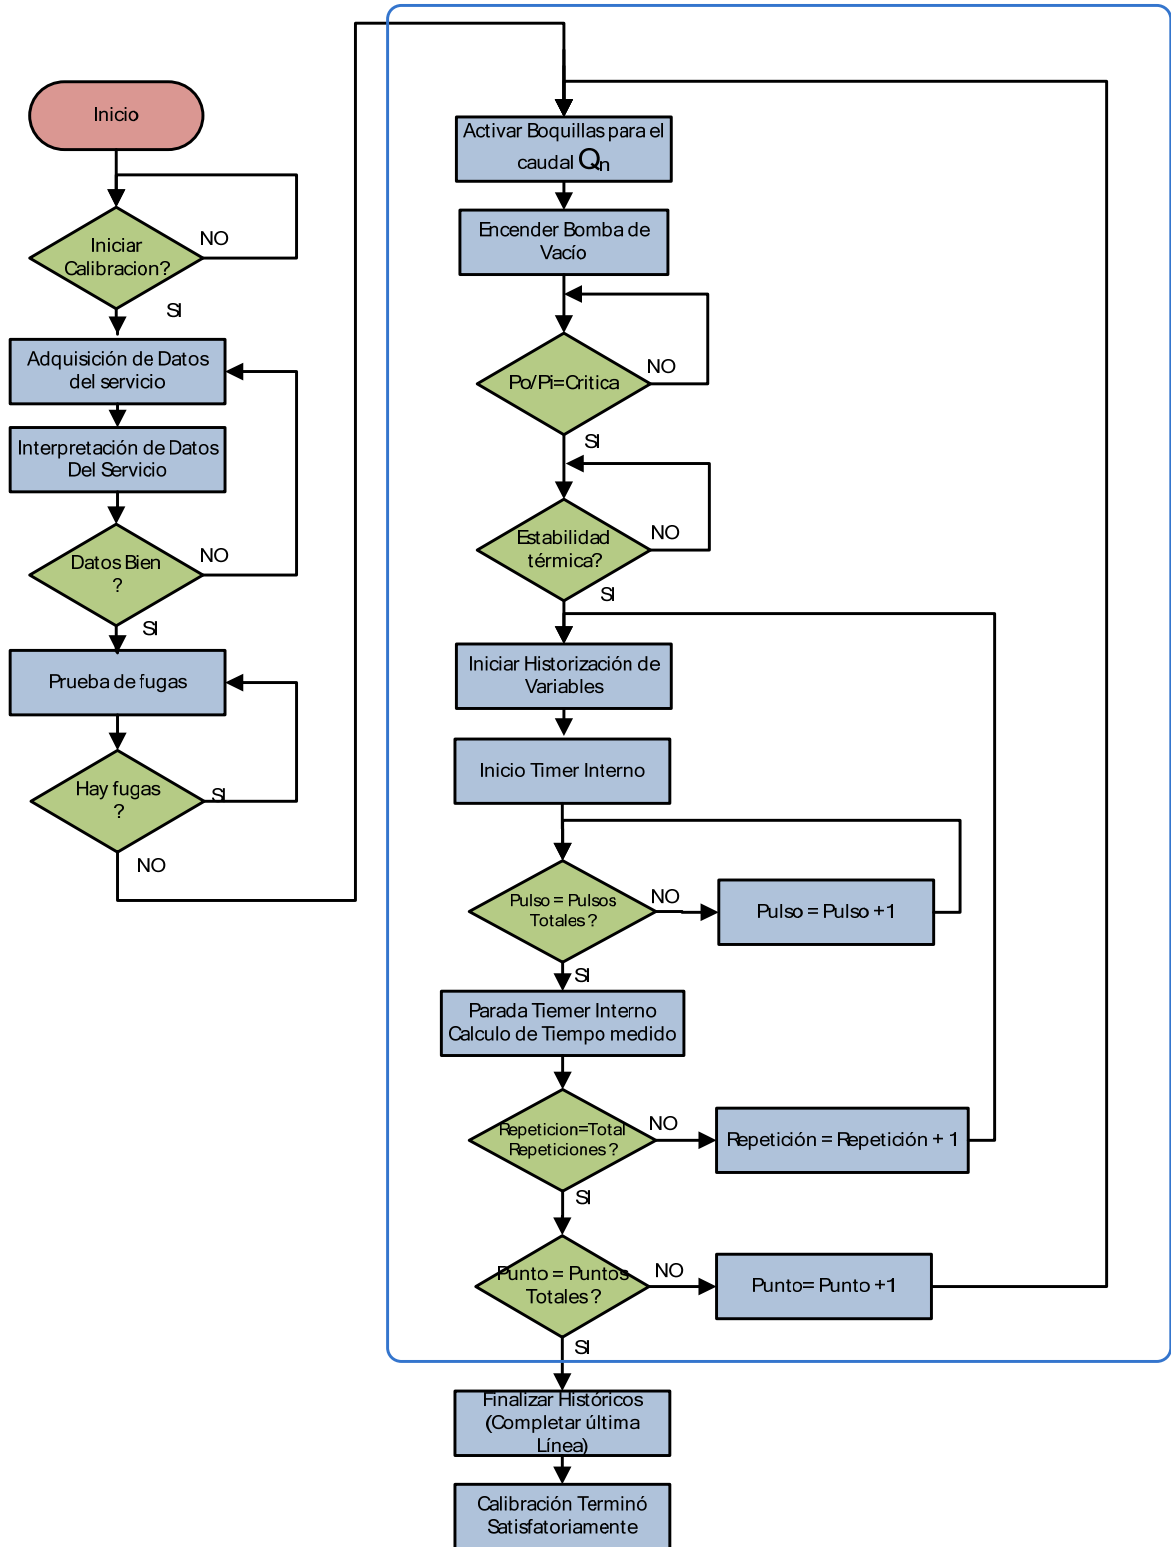 Inicio
Iniciar
Calibracion?
NO
SI
Adquisición de Datos
del servicio
Interpretación de Datos
Del Servicio
Datos Bien
?
NO
SI
Prueba de fugas
Hay fugas
?
SI
NO
Activar Boquillas para el
caudal Qn
Encender Bomba de
Vacío
Po/Pi=Critica
NO
SI
Estabilidad
térmica?
NO
SI
Iniciar Historización de
Variables
Inicio Timer Interno
Pulso = Pulsos
Totales?
NO
Pulso = Pulso +1
SI
Parada Tiemer Interno
Calculo de Tiempo medido
Repeticion=Total
Repeticiones?
NO
Repetición = Repetición + 1
SI
Punto = Puntos
Totales?
NO
Punto= Punto +1
SI
Finalizar Históricos
(Completar última
Línea)
Calibración Terminó
Satisfatoriamente